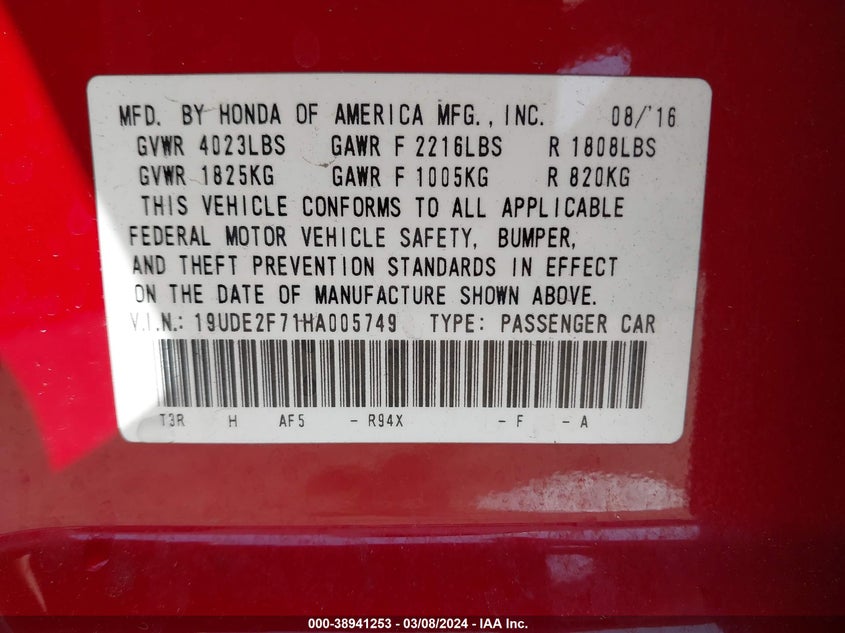 MFD. BY HONDA OF AMERICA MFG., INC. 08/'16
GVWR 4023LBS GAWR F 2216LBS R 1808LBS
GVWR 1825KG GAWR F 1005KG R 820KG
THIS VEHICLE CONFORMS TO ALL APPLICABLE
FEDERAL MOTOR VEHICLE SAFETY, BUMPER,
AND THEFT PREVENTION STANDARDS IN EFFECT
ON THE DATE OF MANUFACTURE SHOWN ABOVE.
V.I.N.: 19UDE2F71HA005749 TYPE: PASSENGER CAR
T3R H AF5 - R94X - F - A
000-38941253 — 03/08/2024 — IAA Inc.